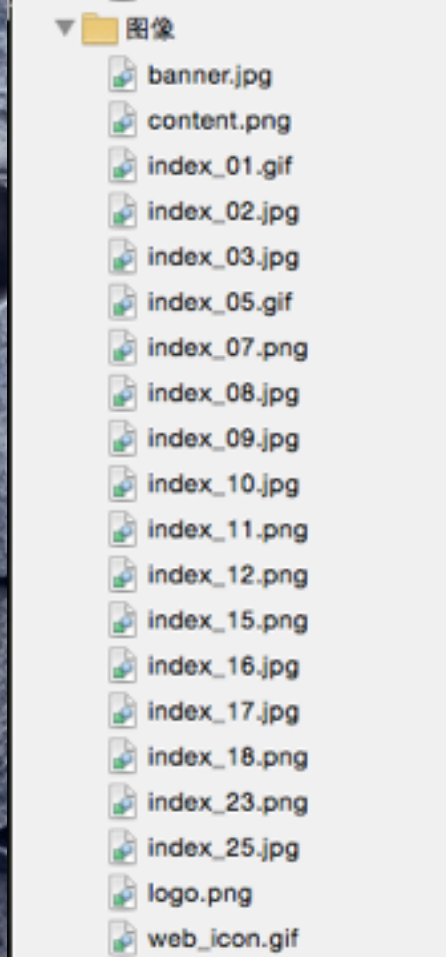 图像
banner.jpg
content.png
index_01.gif
index_02.jpg
index_03.jpg
index_05.gif
index_07.png
index_08.jpg
index_09.jpg
index_10.jpg
index_11.png
index_12.png
index_15.png
index_16.jpg
index_17.jpg
index_18.png
index_23.png
index_25.jpg
logo.png
web_icon.gif